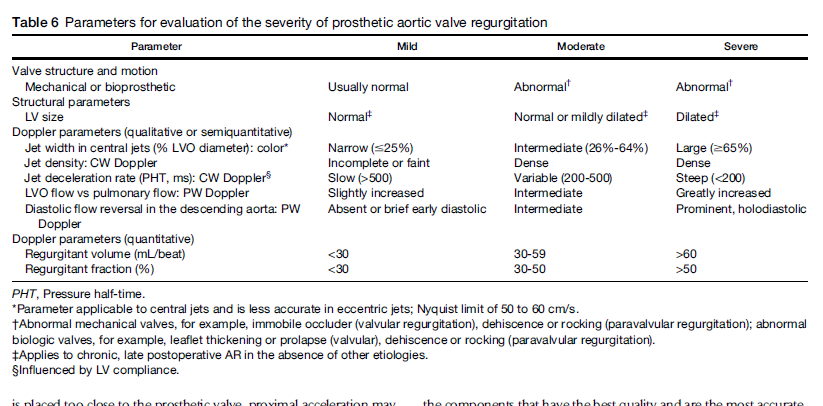 Table 6 Parameters for evaluation of the severity of prosthetic aortic valve regurgitation
Parameter Mild Moderate Severe
Valve structure and motion
Mechanical or bioprosthetic Usually normal Abnormal† Abnormal†
Structural parameters
LV size Normal‡ Normal or mildly dilated‡ Dilated‡
Doppler parameters (qualitative or semiquantitative)
Jet width in central jets (% LVO diameter): color* Narrow (≤25%) Intermediate (26%-64%) Large (≥65%)
Jet density: CW Doppler Incomplete or faint Dense Dense
Jet deceleration rate (PHT, ms): CW Doppler§ Slow (>500) Variable (200-500) Steep (<200)
LVO flow vs pulmonary flow: PW Doppler Slightly increased Intermediate Greatly increased
Diastolic flow reversal in the descending aorta: PW Absent or brief early diastolic Intermediate Prominent, holodiastolic
Doppler
Doppler parameters (quantitative)
Regurgitant volume (mL/beat) <30 30-59 >60
Regurgitant fraction (%) <30 30-50 >50
PHT, Pressure half-time.
*Parameter applicable to central jets and is less accurate in eccentric jets; Nyquist limit of 50 to 60 cm/s.
†Abnormal mechanical valves, for example, immobile occluder (valvular regurgitation), dehiscence or rocking (paravalvular regurgitation); abnormal
biologic valves, for example, leaflet thickening or prolapse (valvular), dehiscence or rocking (paravalvular regurgitation).
‡Applies to chronic, late postoperative AR in the absence of other etiologies.
§Influenced by LV compliance.
is placed too close to the prosthetic valve, proximal acceleration may
the components that have the best quality and are the most accurate